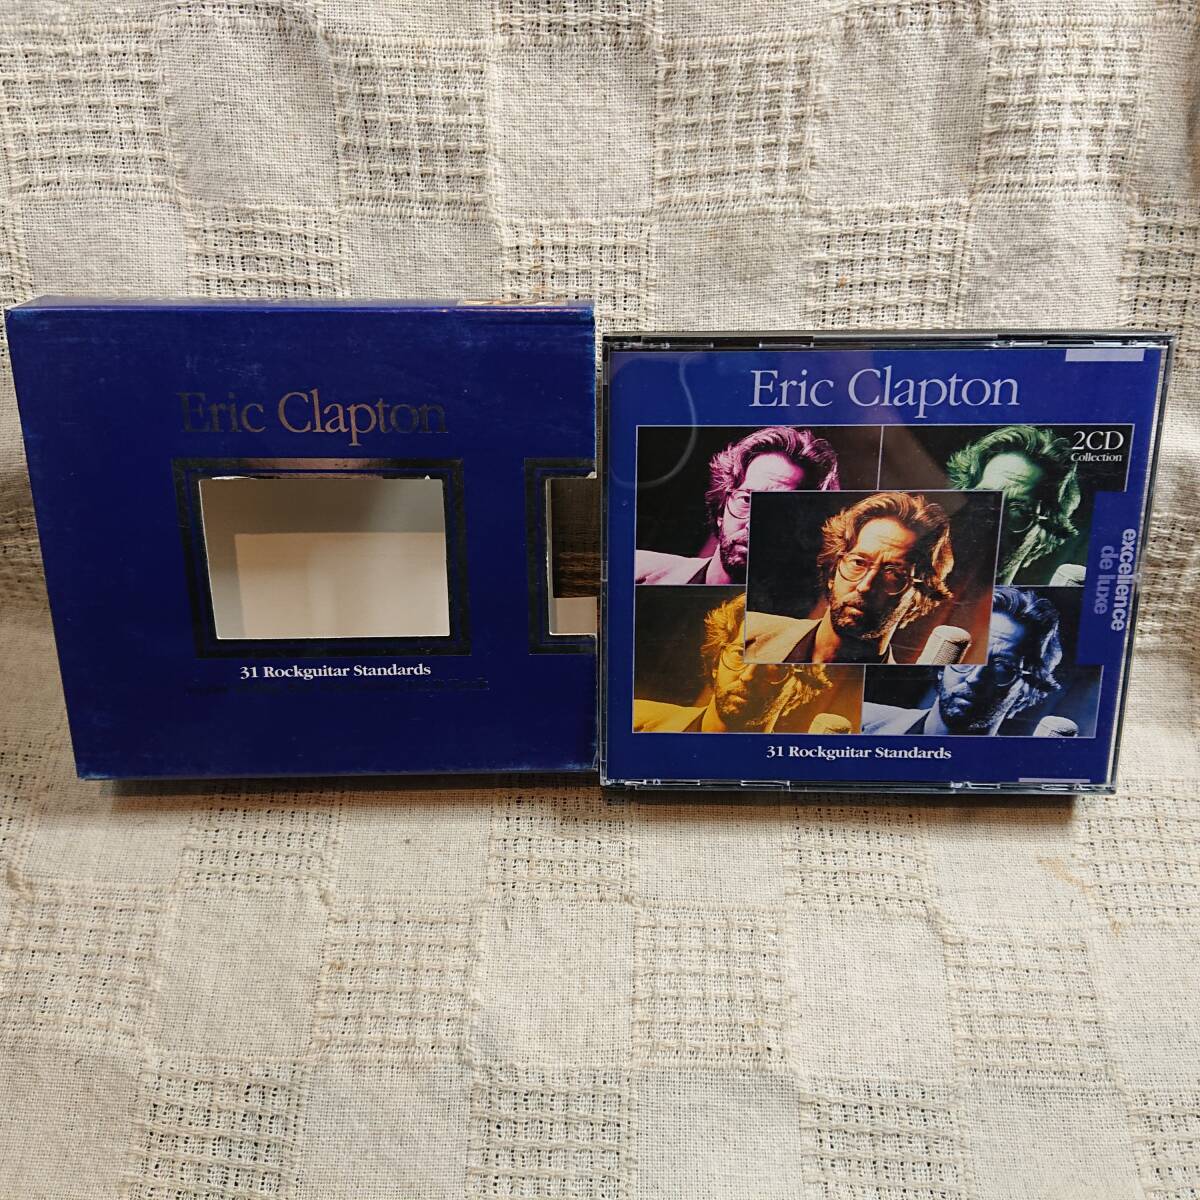 Eric Clapton
31 Rockguitar Standards
Eric Clapton
2CD
Collection
excellence
de luxe
31 Rockguitar Standards